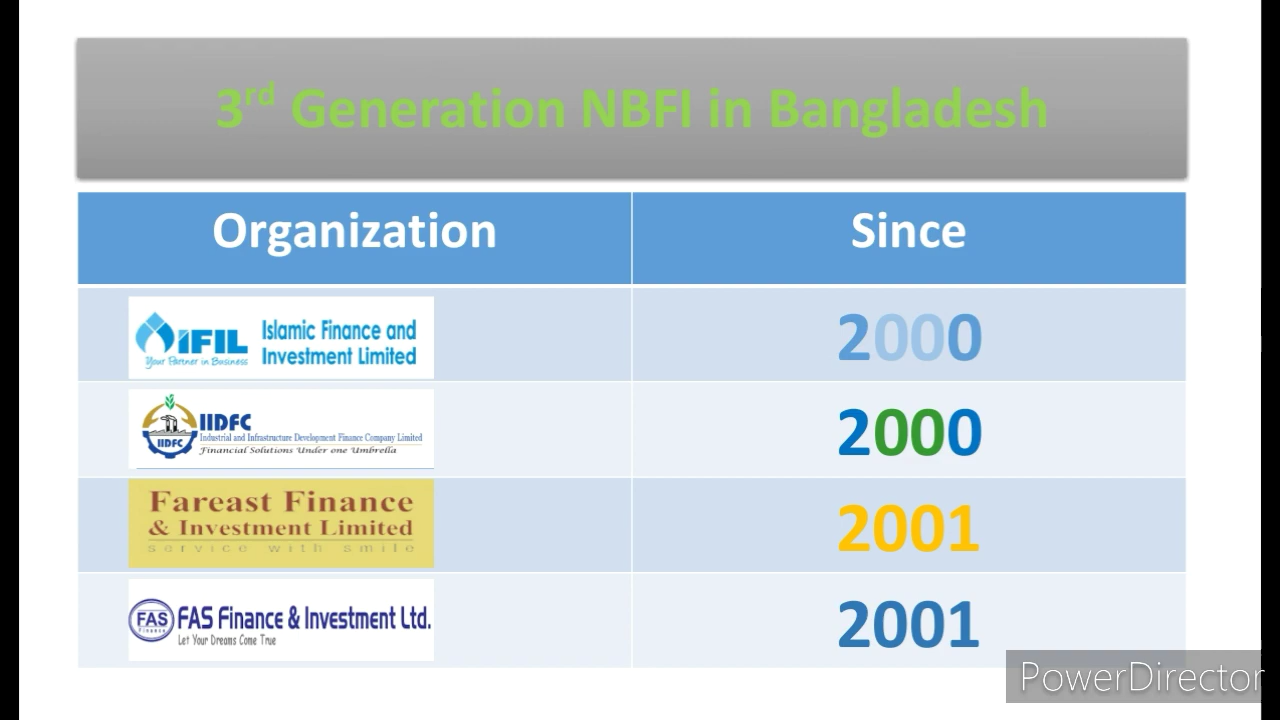 3rd Generation NBFI in Bangladesh
Organization Since
IFIL Islamic Finance and
Your Partner in Business Investment Limited
2000
IIDFC
IIDFC
Industrial and Infrastructure Development Finance Company Limited
Financial Solutions Under one Umbrella
2000
Fareast Finance
& Investment Limited
service with smile
2001
FAS FAS Finance & Investment Ltd.
Finance Let Your Dreams Come True
2001
PowerDirector